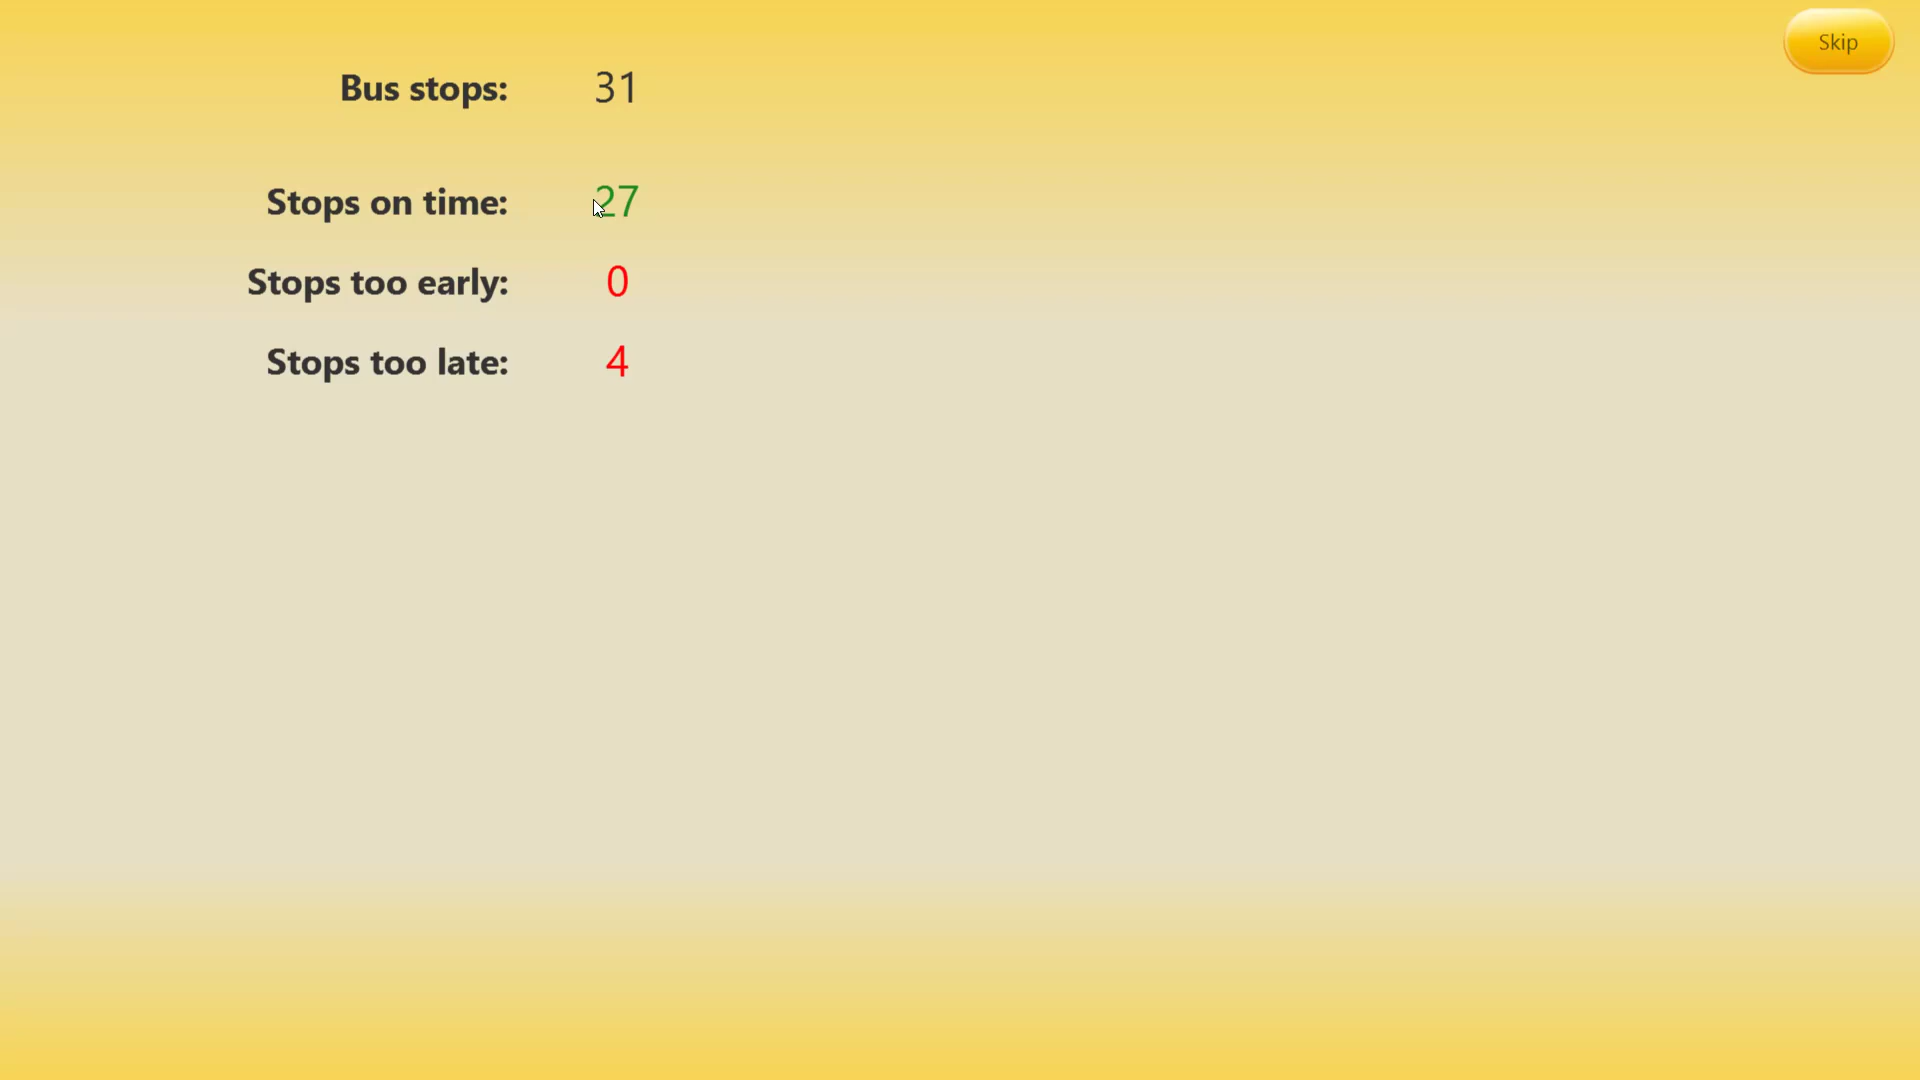 Skip
Bus stops: 31
Stops on time: 27
Stops too early: 0
Stops too late: 4